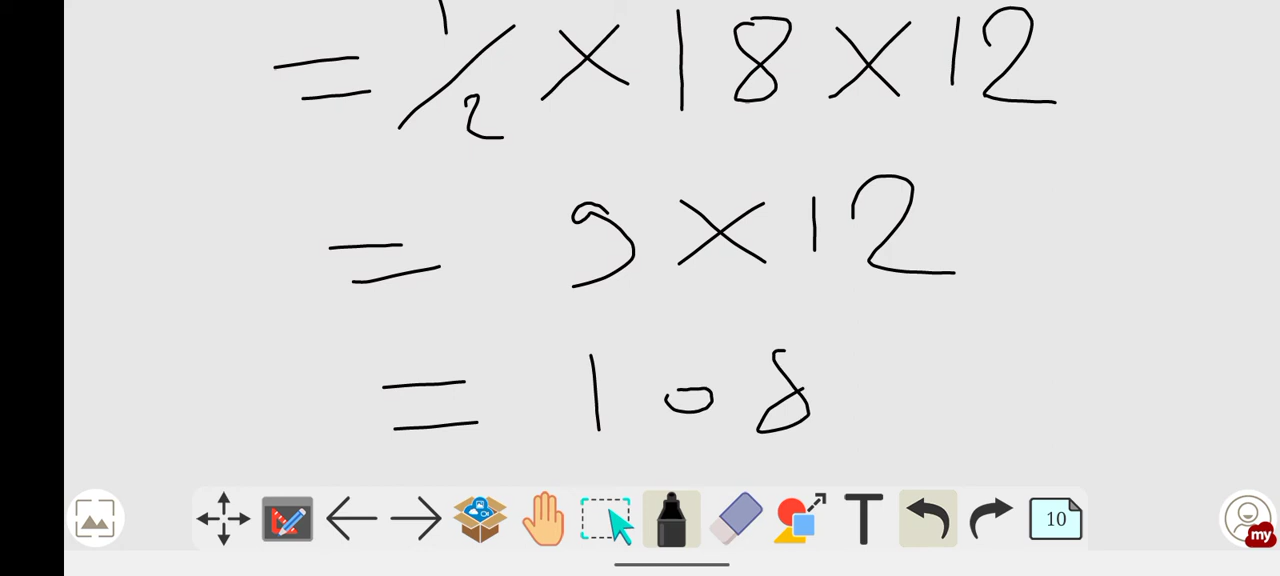 = 1/2 × 18 × 12
= 9 × 12
= 108
T 10 my